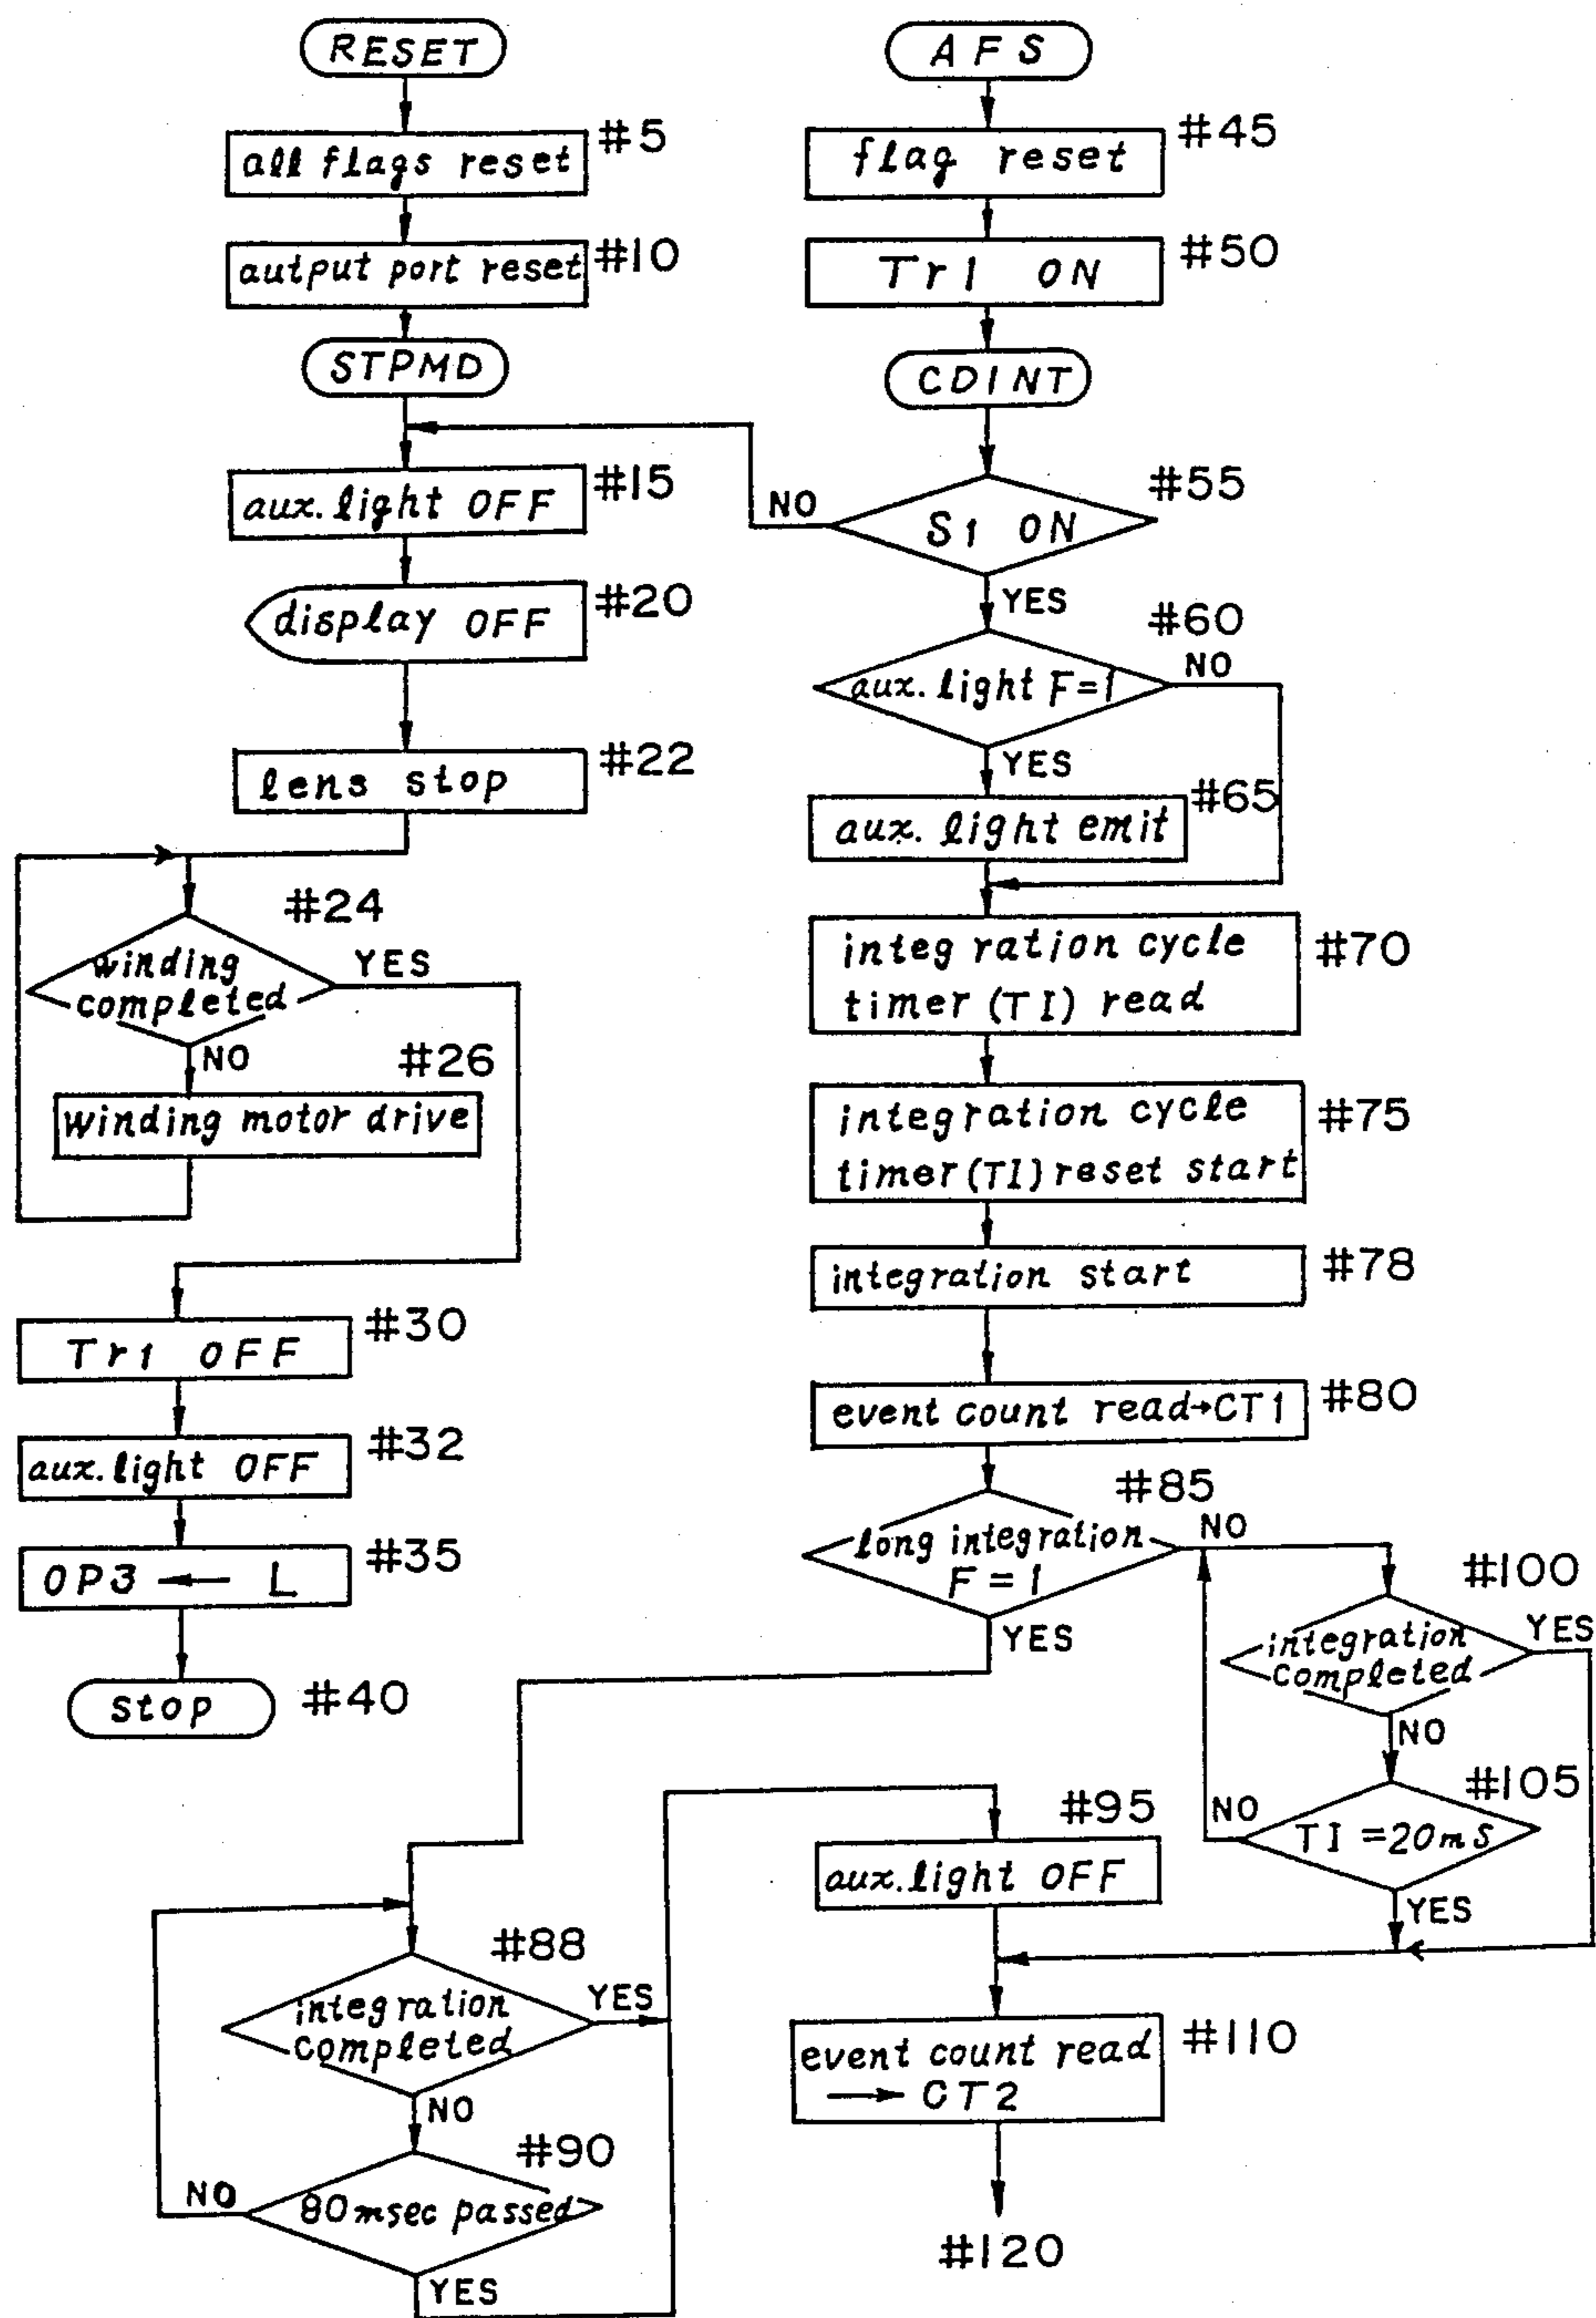 RESET
all flags reset
#5
autput port reset
#10
STPMD
aux. light OFF
#15
display OFF
#20
lens stop
#22
#24
winding
completed
YES
NO
#26
winding motor drive
Tr1 OFF
#30
aux. light OFF
#32
OP3 ← L
#35
stop
#40
AFS
flag reset
#45
Tr1 ON
#50
CDINT
#55
NO
S1 ON
YES
#60
aux. light F=1
NO
YES
#65
aux. light emit
integration cycle
timer (TI) read
#70
integration cycle
timer (TI) reset start
#75
integration start
#78
event count read→CT1
#80
#85
long integration
F = 1
NO
YES
#100
integration
completed
YES
NO
#105
TI = 20ms
NO
YES
#88
integration
completed
YES
NO
#90
80msec passed
NO
YES
#95
aux. light OFF
event count read
→ CT2
#110
#120